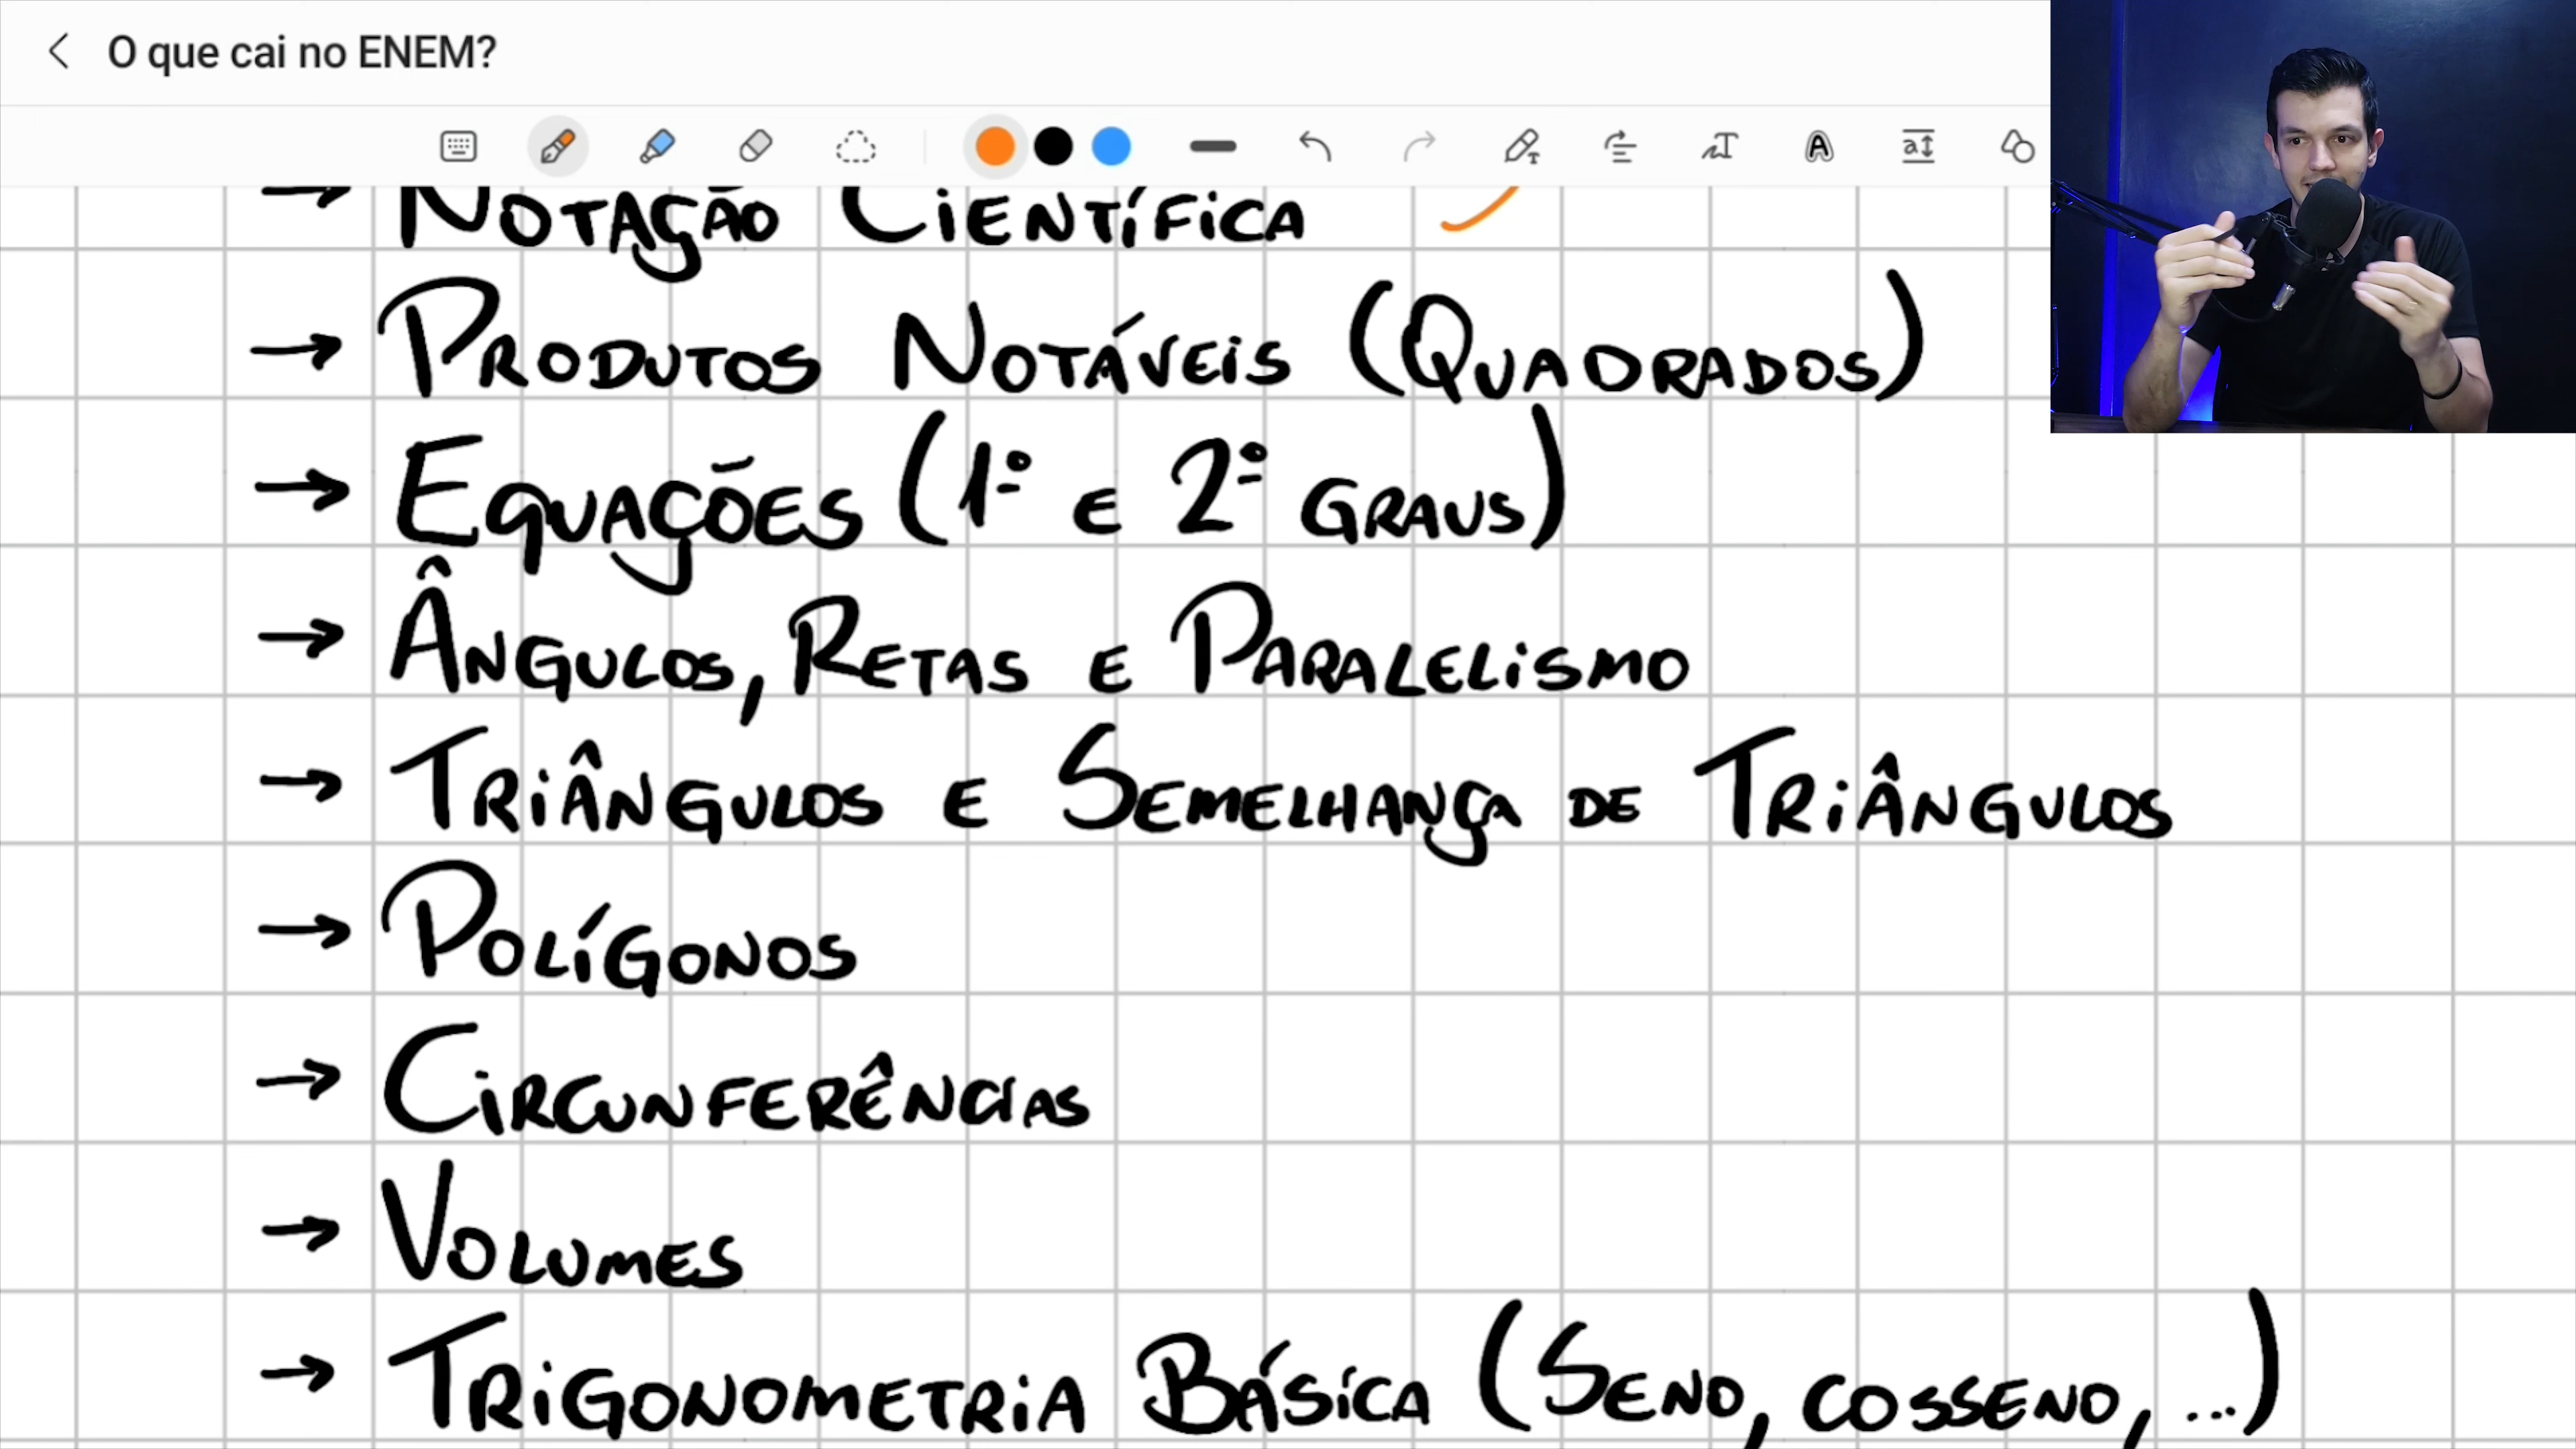 O que cai no ENEM?
→ NOTAÇÃO CIENTÍFICA
→ PRODUTOS NOTÁVEIS (QUADRADOS)
→ EQUAÇÕES (1º E 2º GRAUS)
→ ÂNGULOS, RETAS E PARALELISMO
→ TRIÂNGULOS E SEMELHANÇA DE TRIÂNGULOS
→ POLÍGONOS
→ CIRCUNFERÊNCIAS
→ VOLUMES
→ TRIGONOMETRIA BÁSICA (SENO, COSSENO, ...)